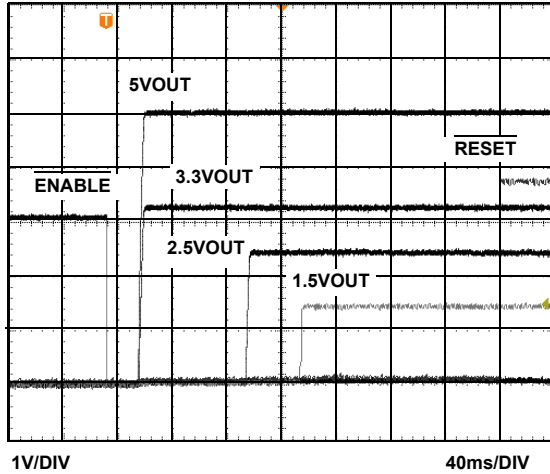 T
5VOUT
RESET
ENABLE
3.3VOUT
2.5VOUT
1.5VOUT
1V/DIV
40ms/DIV